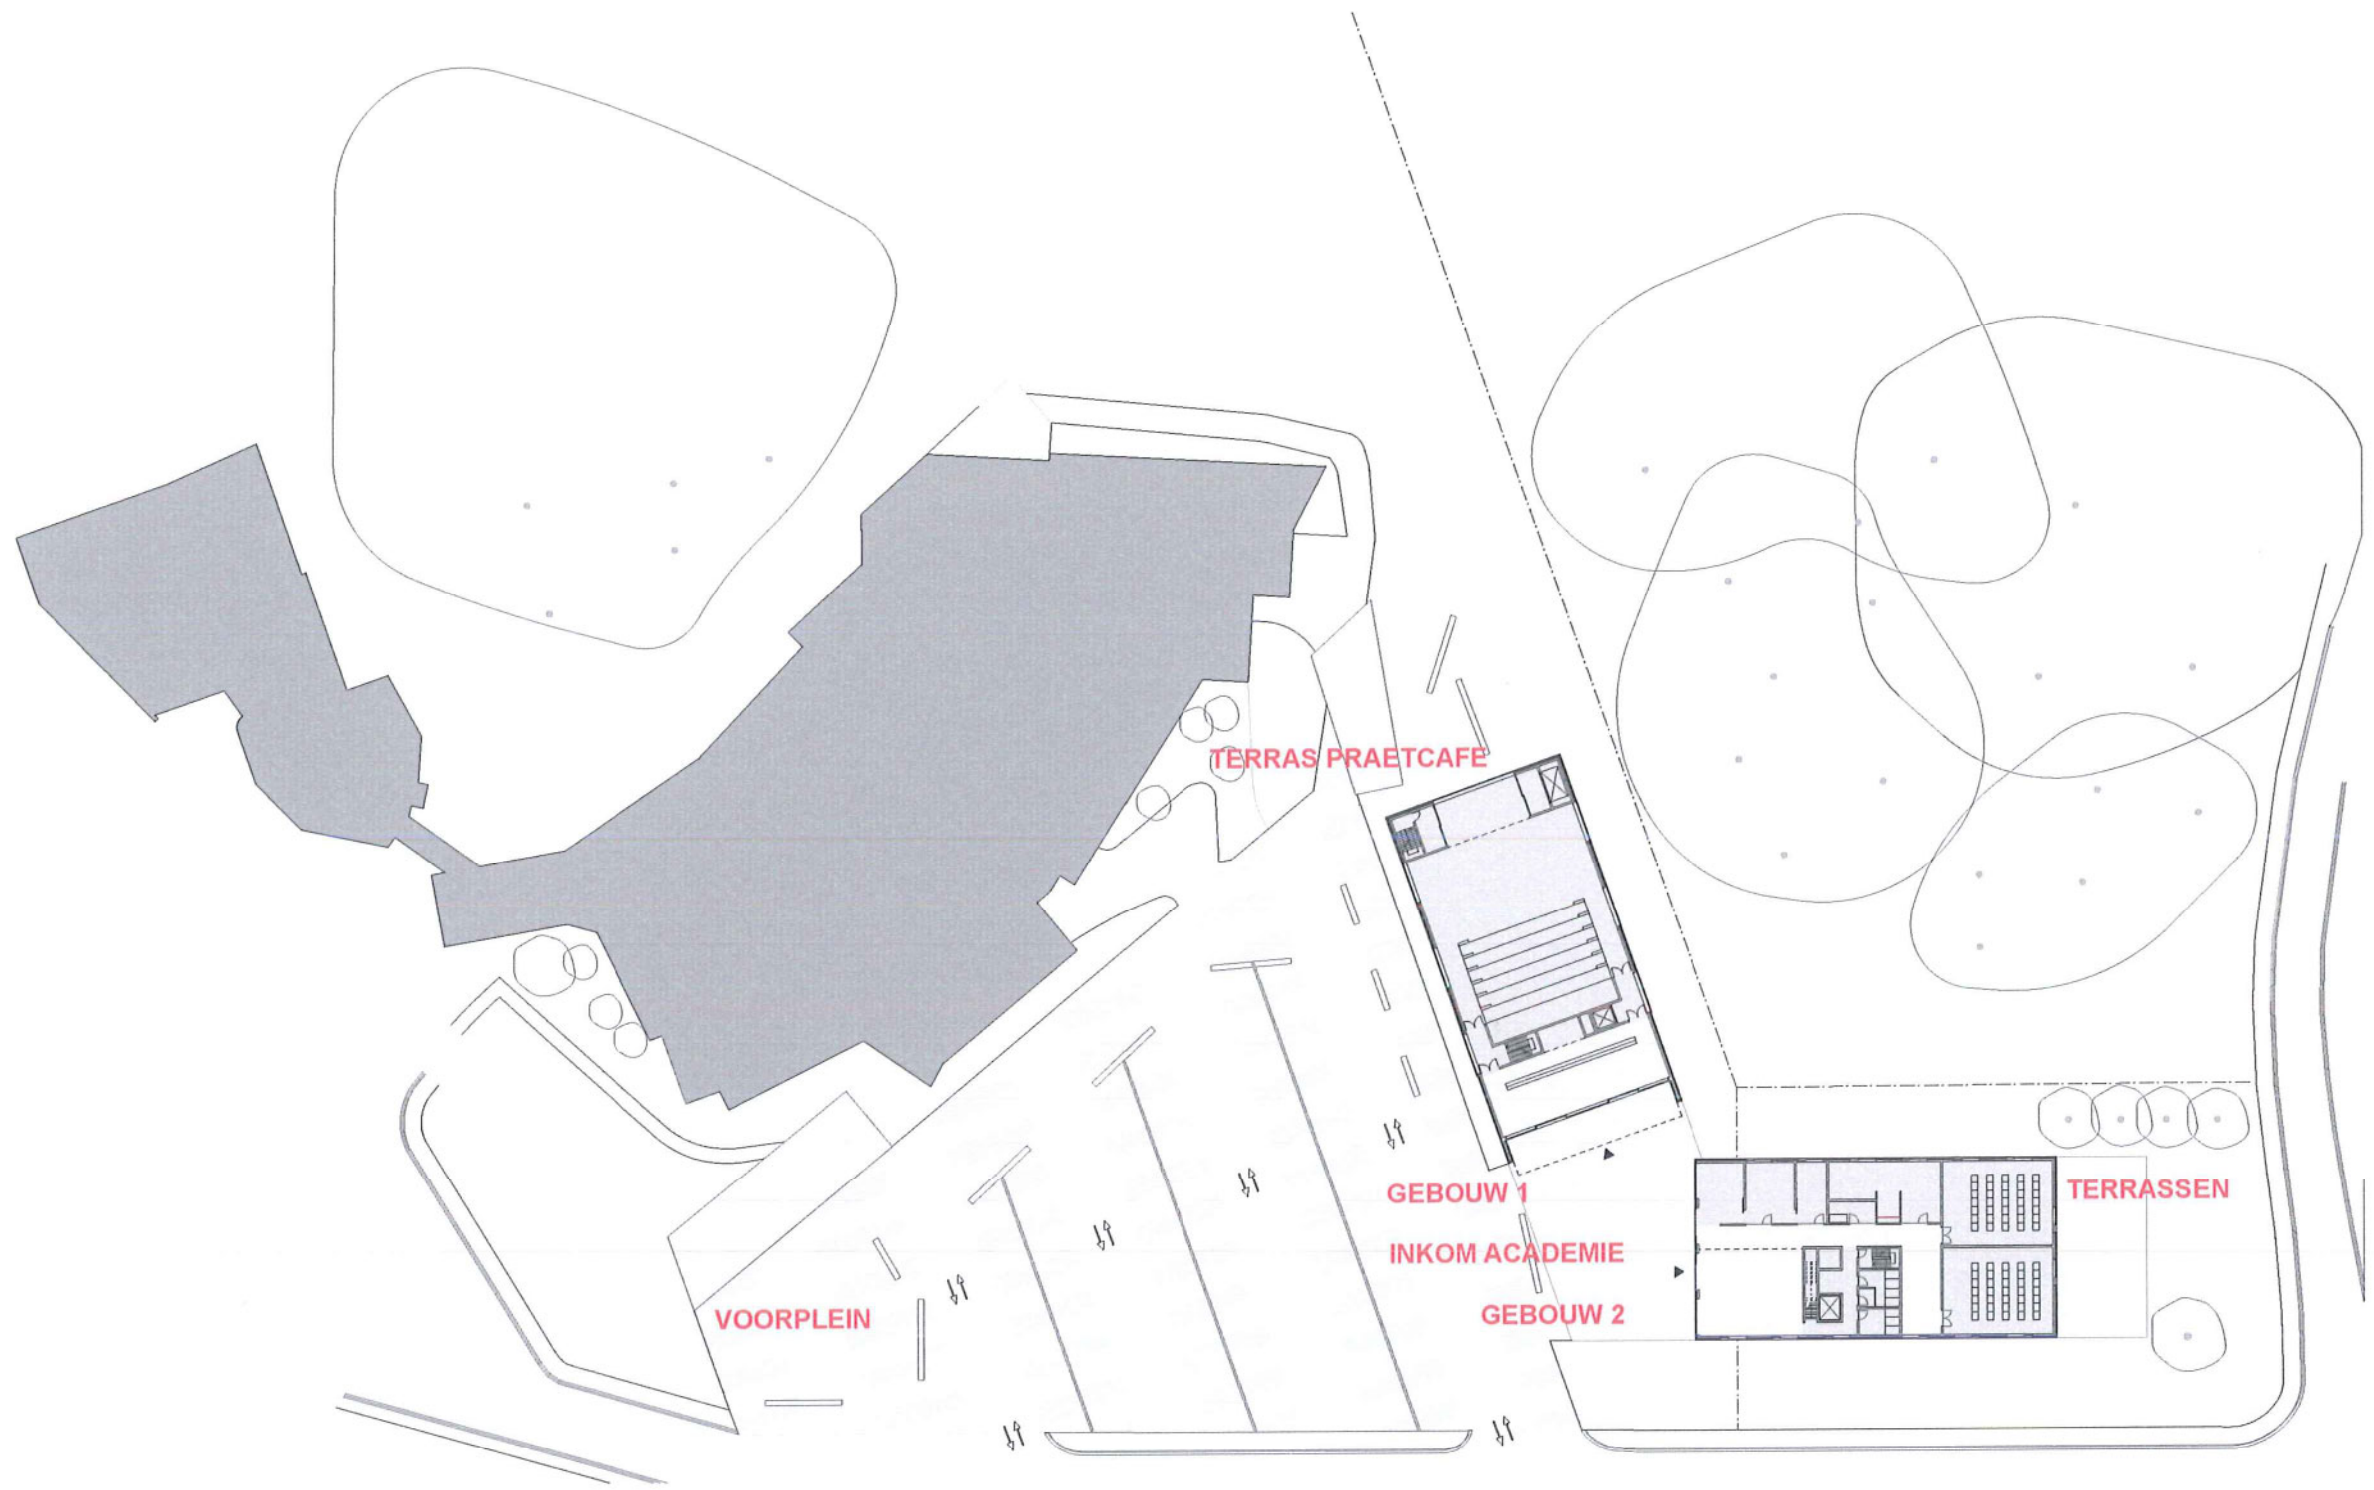 TERRAS PRAETCAFE
GEBOUW 1
TERRASSEN
INKOM ACADEMIE
GEBOUW 2
VOORPLEIN